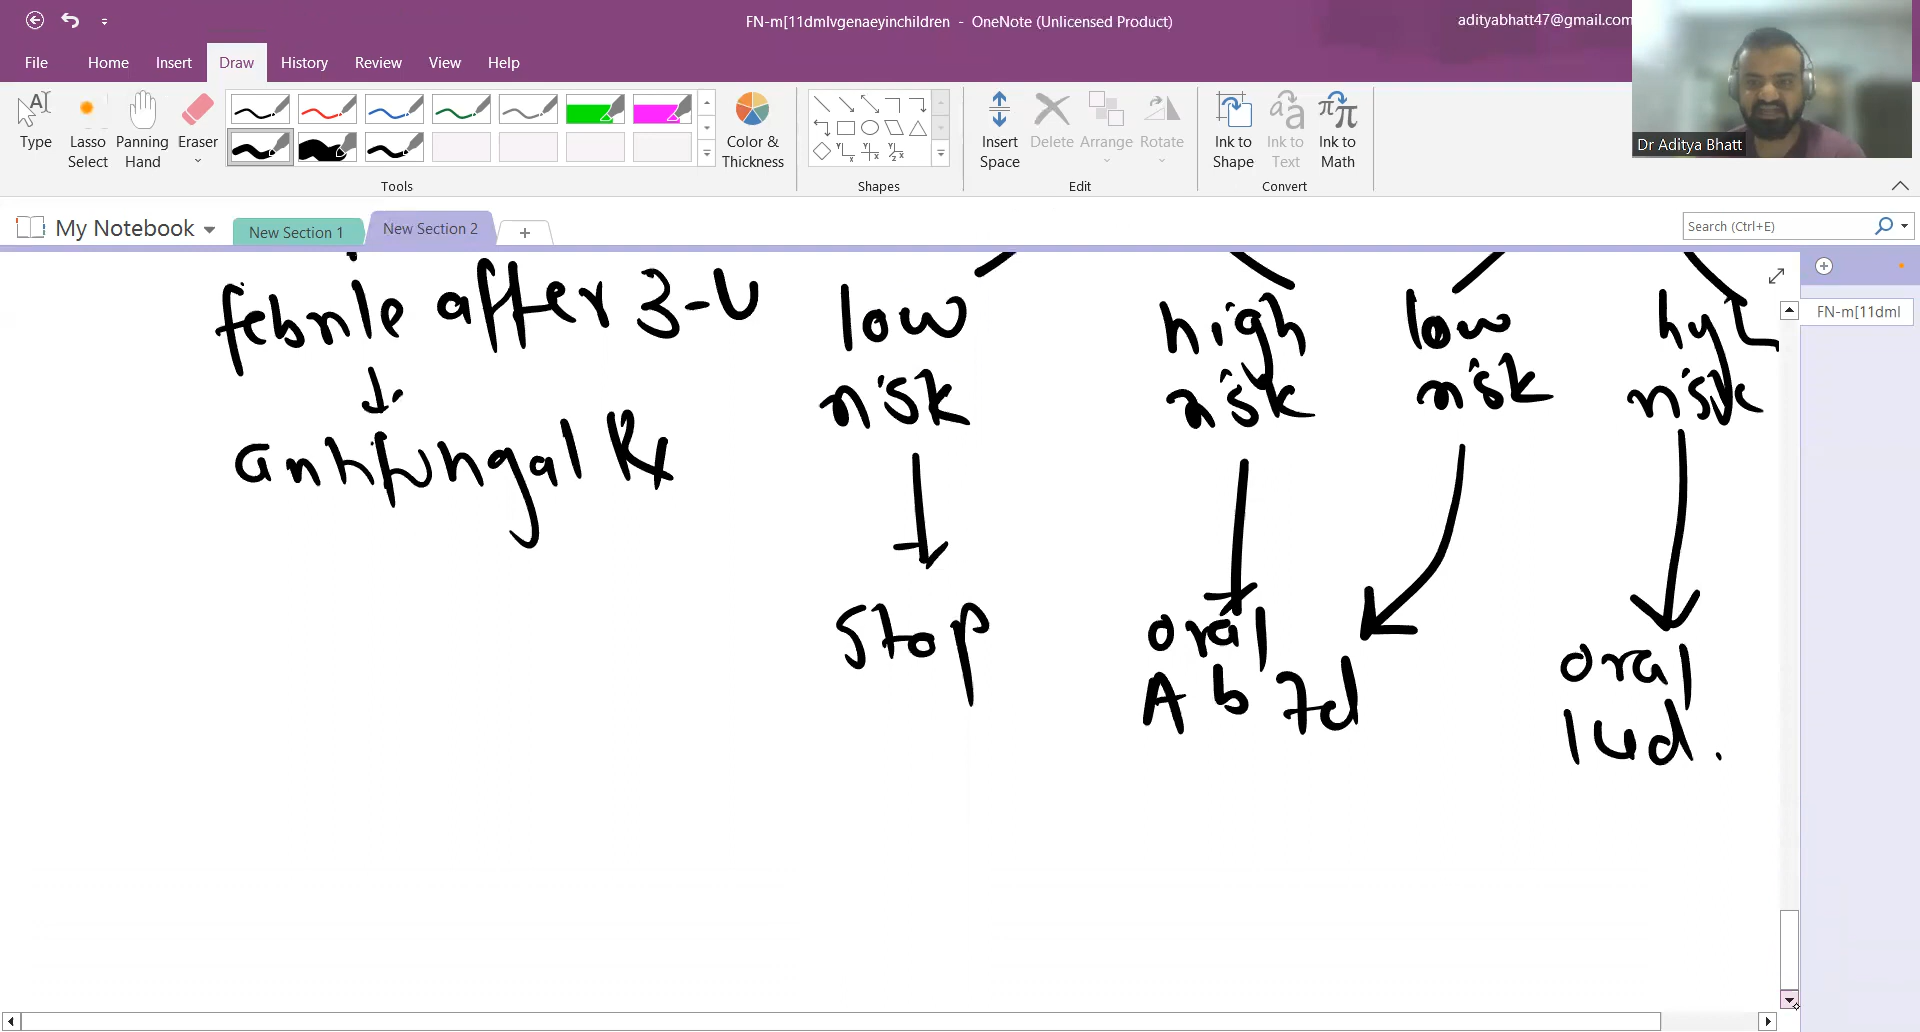 FN-m[11dmlvgenaeyinchildren - OneNote (Unlicensed Product)
adityabhatt47@gmail.com
File Home Insert Draw History Review View Help
Type
Lasso Select
Panning Hand
Eraser
Color & Thickness
Insert Space
Delete
Arrange
Rotate
Ink to Shape
Ink to Text
Ink to Math
Tools
Shapes
Edit
Convert
Dr Aditya Bhatt
My Notebook
New Section 1
New Section 2
Search (Ctrl+E)
FN-m[11dml
febrile after 3-4
antifungal Rx
low
risk
stop
high
risk
oral
Ab 7d
low
risk
risk
oral
14d.